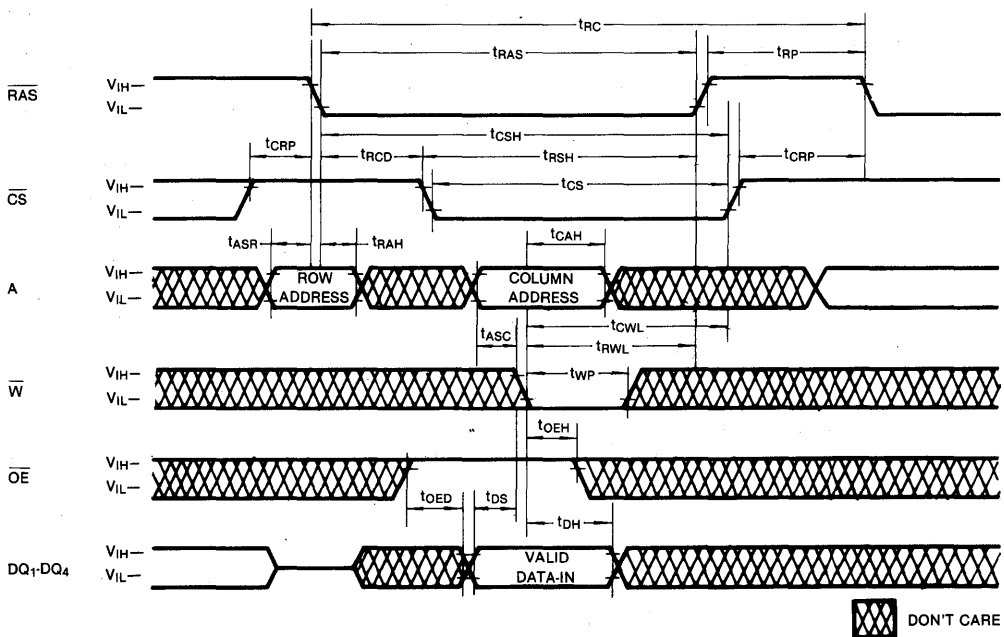 tRC
tRAS
tRP
RAS
VIH—
VIL—
tCSH
tCRP
tRCD
tRSH
tCRP
CS
VIH—
VIL—
tCS
tASR
tRAH
tCAH
A
VIH—
VIL—
ROW
ADDRESS
COLUMN
ADDRESS
tASC
tCWL
tRWL
W
VIH—
VIL—
tWP
tOEH
OE
VIH—
VIL—
tOED
tDS
tDH
DQ1-DQ4
VIH—
VIL—
VALID
DATA-IN
DON'T CARE